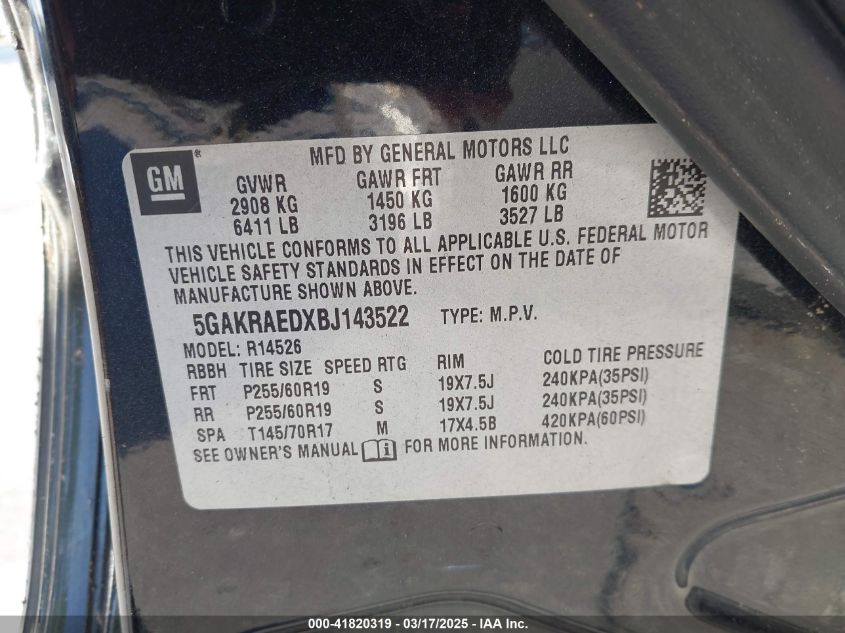 GM®
MFD BY GENERAL MOTORS LLC
GVWR GAWR FRT GAWR RR
2908 KG 1450 KG 1600 KG
6411 LB 3196 LB 3527 LB
THIS VEHICLE CONFORMS TO ALL APPLICABLE U.S. FEDERAL MOTOR
VEHICLE SAFETY STANDARDS IN EFFECT ON THE DATE OF
MANUFACTURE SHOWN ABOVE.
5GAKRAEDXBJ143522 TYPE: M.P.V.
MODEL: R14526
RBBH TIRE SIZE SPEED RTG RIM COLD TIRE PRESSURE
FRT P255/60R19 S 19X7.5J 240KPA(35PSI)
RR P255/60R19 S 19X7.5J 240KPA(35PSI)
SPA T145/70R17 M 17X4.5B 420KPA(60PSI)
SEE OWNER'S MANUAL i FOR MORE INFORMATION.
000-41820319 - 03/17/2025 - IAAI.com